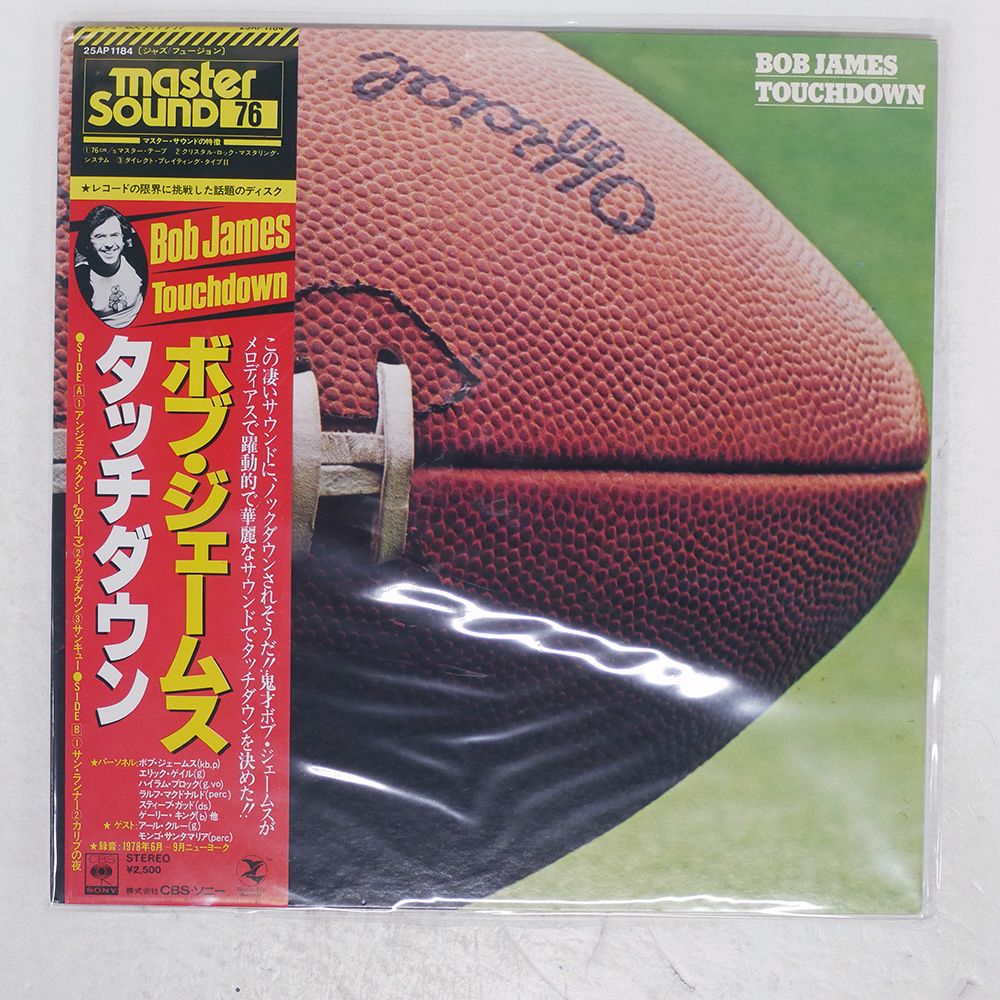 25AP1184 〔ジャズ/フュージョン〕
master
SOUND 76
マスター・サウンドの特徴
①76cm/sマスター・テープ 2クリスタル・ロック・マスタリング・
システム ③ダイレクト・プレイティング・タイプII
★レコードの限界に挑戦した話題のディスク
Bob James
Touchdown
ボブ・ジェームス
タッチダウン
この凄いサウンドに、ノックダウンされそうだ!!鬼才ボブ・ジェームスが
メロディアスで躍動的で華麗なサウンドでタッチダウンを決めた!!
●SIDE A ①アンジェラ(“タクシー”のテーマ)②タッチダウン③サンキュー●SIDE B ①サン・ランナー②カリブの夜
★パーソネル:ボブ・ジェームス(kb,p)
エリック・ゲイル(g)
ハイラム・ブロック(g,vo)
ラルフ・マクドナルド(perc)
スティーブ・ガッド(ds)
ゲーリー・キング(b) 他
★ゲスト:アール・クルー(g)
モンゴ・サンタマリア(perc)
★録音:1978年6月—9月ニューヨーク
CBS
SONY
STEREO
¥2,500
株式会社CBS・ソニー
Official
BOB JAMES
TOUCHDOWN